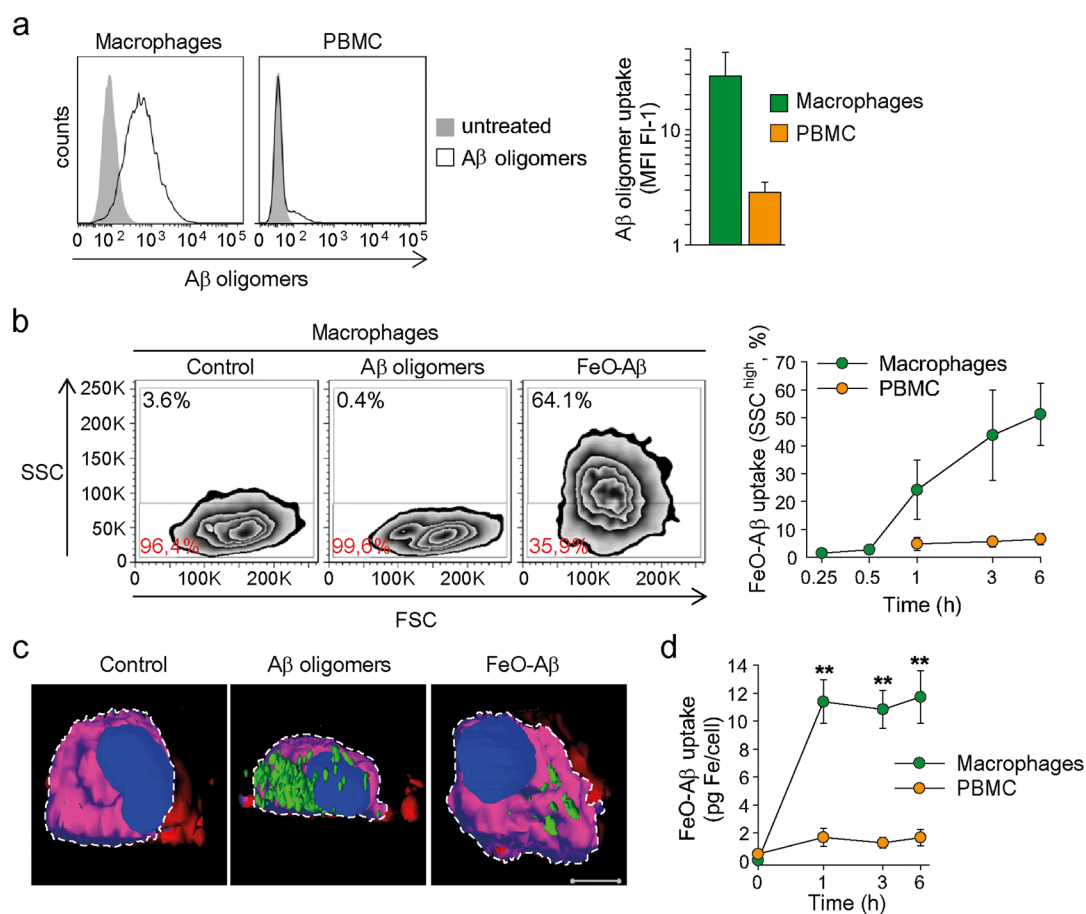 a
Macrophages
PBMC
counts
0 10² 10³ 10⁴ 10⁵
0 10² 10³ 10⁴ 10⁵
Aβ oligomers
untreated
Aβ oligomers
Aβ oligomer uptake
(MFI FI-1)
10
1
Macrophages
PBMC
b
Macrophages
Control
Aβ oligomers
FeO-Aβ
SSC
250K
200K
150K
100K
50K
0
3.6%
96,4%
0.4%
99,6%
64.1%
35,9%
0 100K 200K
0 100K 200K
0 100K 200K
FSC
FeO-Aβ uptake (SSC^high, %)
70
60
50
40
30
20
10
0
Macrophages
PBMC
0.25 0.5 1 3 6
Time (h)
c
Control
Aβ oligomers
FeO-Aβ
d
FeO-Aβ uptake
(pg Fe/cell)
14
12
10
8
6
4
2
0
** ** **
Macrophages
PBMC
0 1 3 6
Time (h)